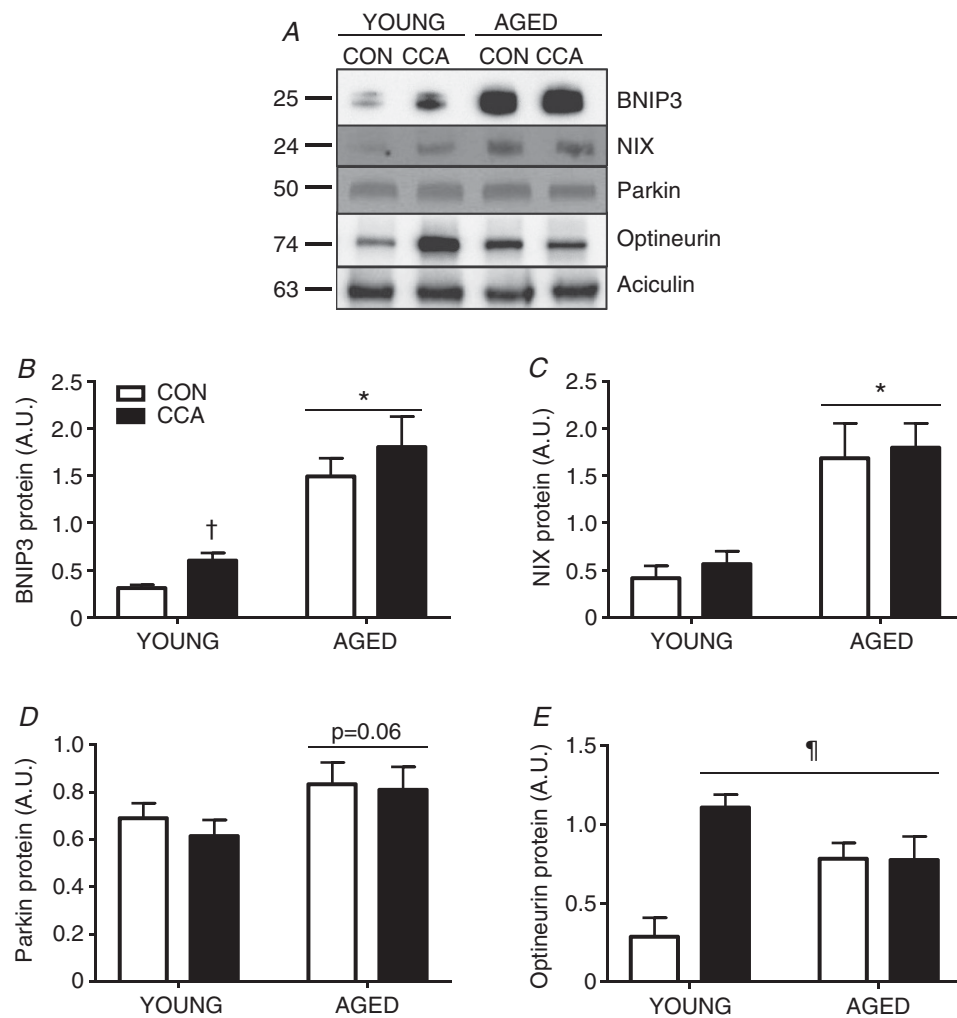 A
YOUNG AGED
CON CCA CON CCA
25 BNIP3
24 NIX
50 Parkin
74 Optineurin
63 Aciculin
B
BNIP3 protein (A.U.)
2.5
2.0
1.5
1.0
0.5
0
CON
CCA
†
*
YOUNG AGED
C
NIX protein (A.U.)
2.5
2.0
1.5
1.0
0.5
0
*
YOUNG AGED
D
Parkin protein (A.U.)
1.0
0.8
0.6
0.4
0.2
0
p=0.06
YOUNG AGED
E
Optineurin protein (A.U.)
1.5
1.0
0.5
0
¶
YOUNG AGED